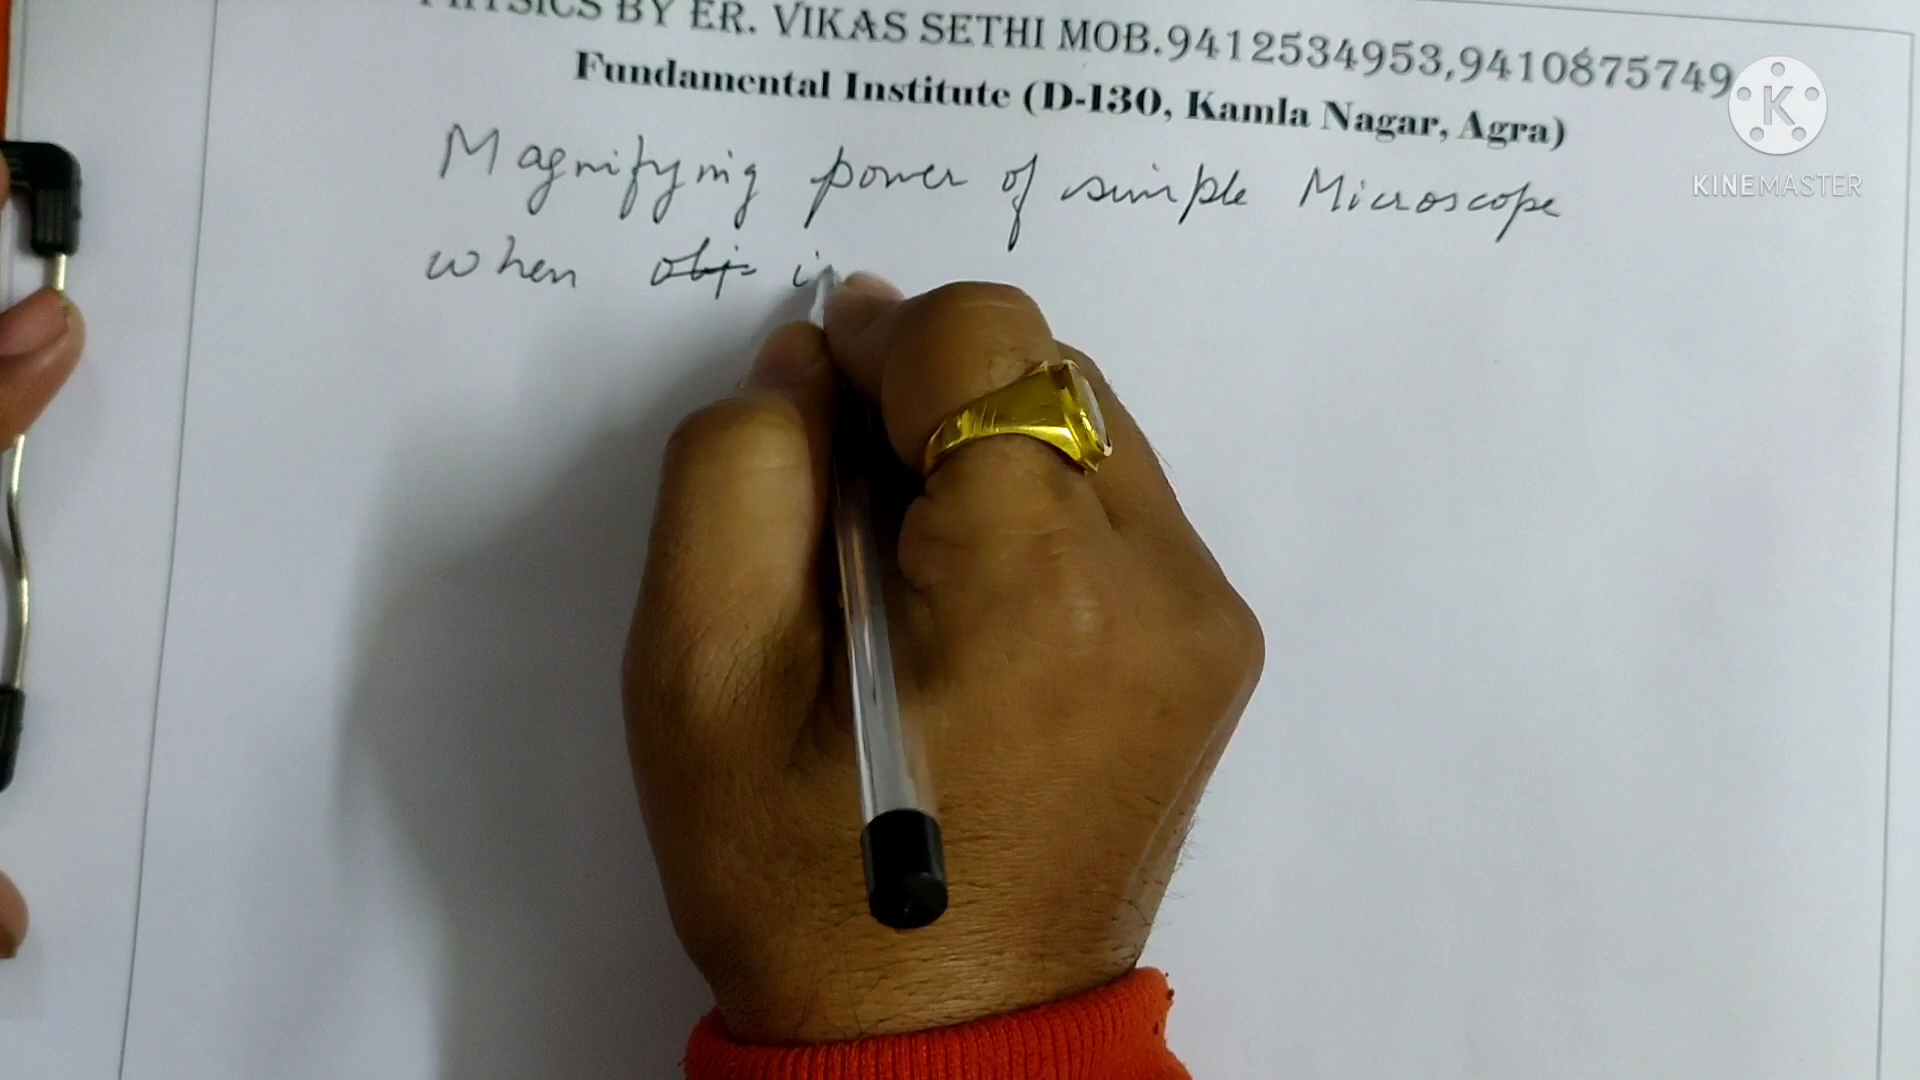 PHYSICS BY ER. VIKAS SETHI MOB.9412534953,9410875749
Fundamental Institute (D-130, Kamla Nagar, Agra)
K
KINEMASTER
Magnifying power of simple Microscope
when obj i